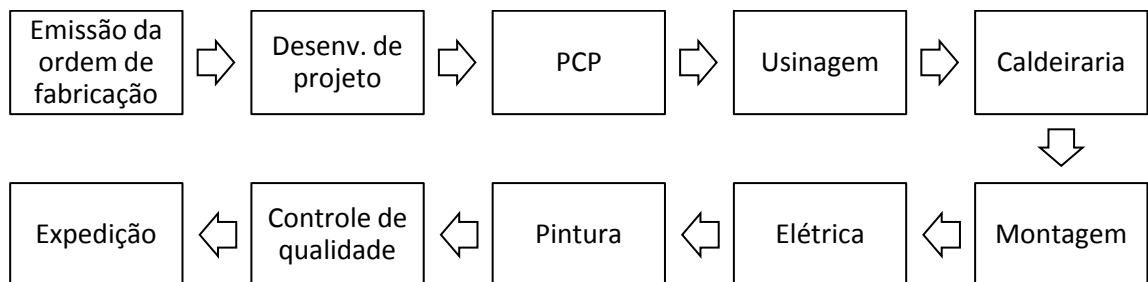 Emissão da
ordem de
fabricação
Desenv. de
projeto
PCP
Usinagem
Caldeiraria
Montagem
Elétrica
Pintura
Controle de
qualidade
Expedição